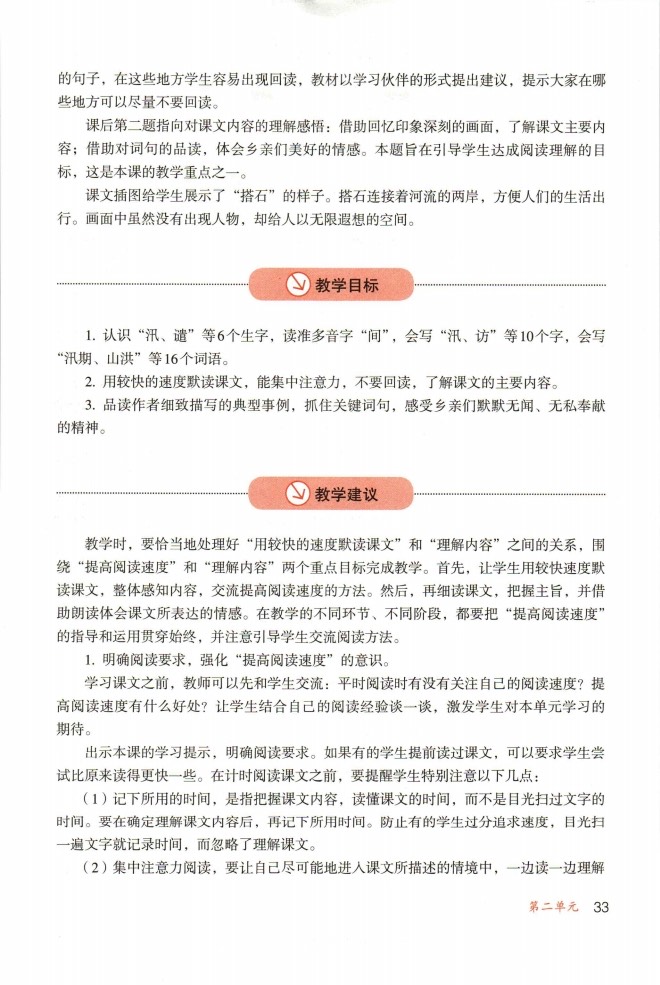 的句子，在这些地方学生容易出现回读，教材以学习伙伴的形式提出建议，提示大家在哪
些地方可以尽量不要回读。
课后第二题指向对课文内容的理解感悟：借助回忆印象深刻的画面，了解课文主要内
容；借助对词句的品读，体会乡亲们美好的情感。本题旨在引导学生达成阅读理解的目
标，这是本课的教学重点之一。
课文插图给学生展示了“搭石”的样子。搭石连接着河流的两岸，方便人们的生活出
行。画面中虽然没有出现人物，却给人以无限遐想的空间。
教学目标
1. 认识“汛、谴”等6个生字，读准多音字“间”，会写“汛、访”等10个字，会写
“汛期、山洪”等16个词语。
2. 用较快的速度默读课文，能集中注意力，不要回读，了解课文的主要内容。
3. 品读作者细致描写的典型事例，抓住关键词句，感受乡亲们默默无闻、无私奉献
的精神。
教学建议
教学时，要恰当地处理好“用较快的速度默读课文”和“理解内容”之间的关系，围
绕“提高阅读速度”和“理解内容”两个重点目标完成教学。首先，让学生用较快速度默
读课文，整体感知内容，交流提高阅读速度的方法。然后，再细读课文，把握主旨，并借
助朗读体会课文所表达的情感。在教学的不同环节、不同阶段，都要把“提高阅读速度”
的指导和运用贯穿始终，并注意引导学生交流阅读方法。
1. 明确阅读要求，强化“提高阅读速度”的意识。
学习课文之前，教师可以先和学生交流：平时阅读时有没有关注自己的阅读速度？提
高阅读速度有什么好处？让学生结合自己的阅读经验谈一谈，激发学生对本单元学习的
期待。
出示本课的学习提示，明确阅读要求。如果有的学生提前读过课文，可以要求学生尝
试比原来读得更快一些。在计时阅读课文之前，要提醒学生特别注意以下几点：
（1）记下所用的时间，是指把握课文内容，读懂课文的时间，而不是目光扫过文字的
时间。要在确定理解课文内容后，再记下所用时间。防止有的学生过分追求速度，目光扫
一遍文字就记录时间，而忽略了理解课文。
（2）集中注意力阅读，要让自己尽可能地进入课文所描述的情境中，一边读一边理解
第二单元 33